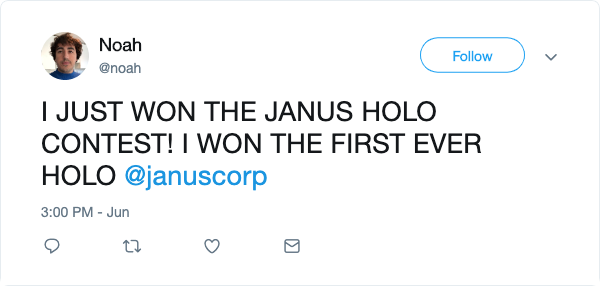 Noah
@noah
Follow
I JUST WON THE JANUS HOLO
CONTEST! I WON THE FIRST EVER
HOLO @januscorp
3:00 PM - Jun